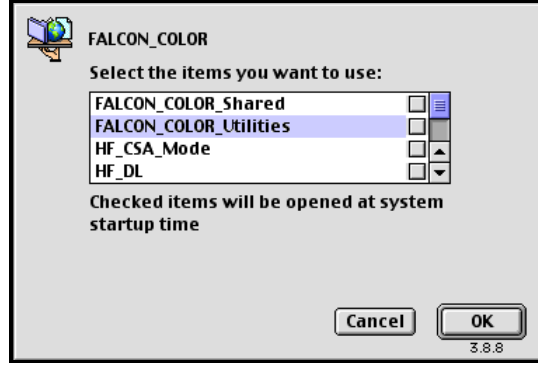 FALCON_COLOR
Select the items you want to use:
FALCON_COLOR_Shared
FALCON_COLOR_Utilities
HF_CSA_Mode
HF_DL
Checked items will be opened at system
startup time
Cancel
OK
3.8.8